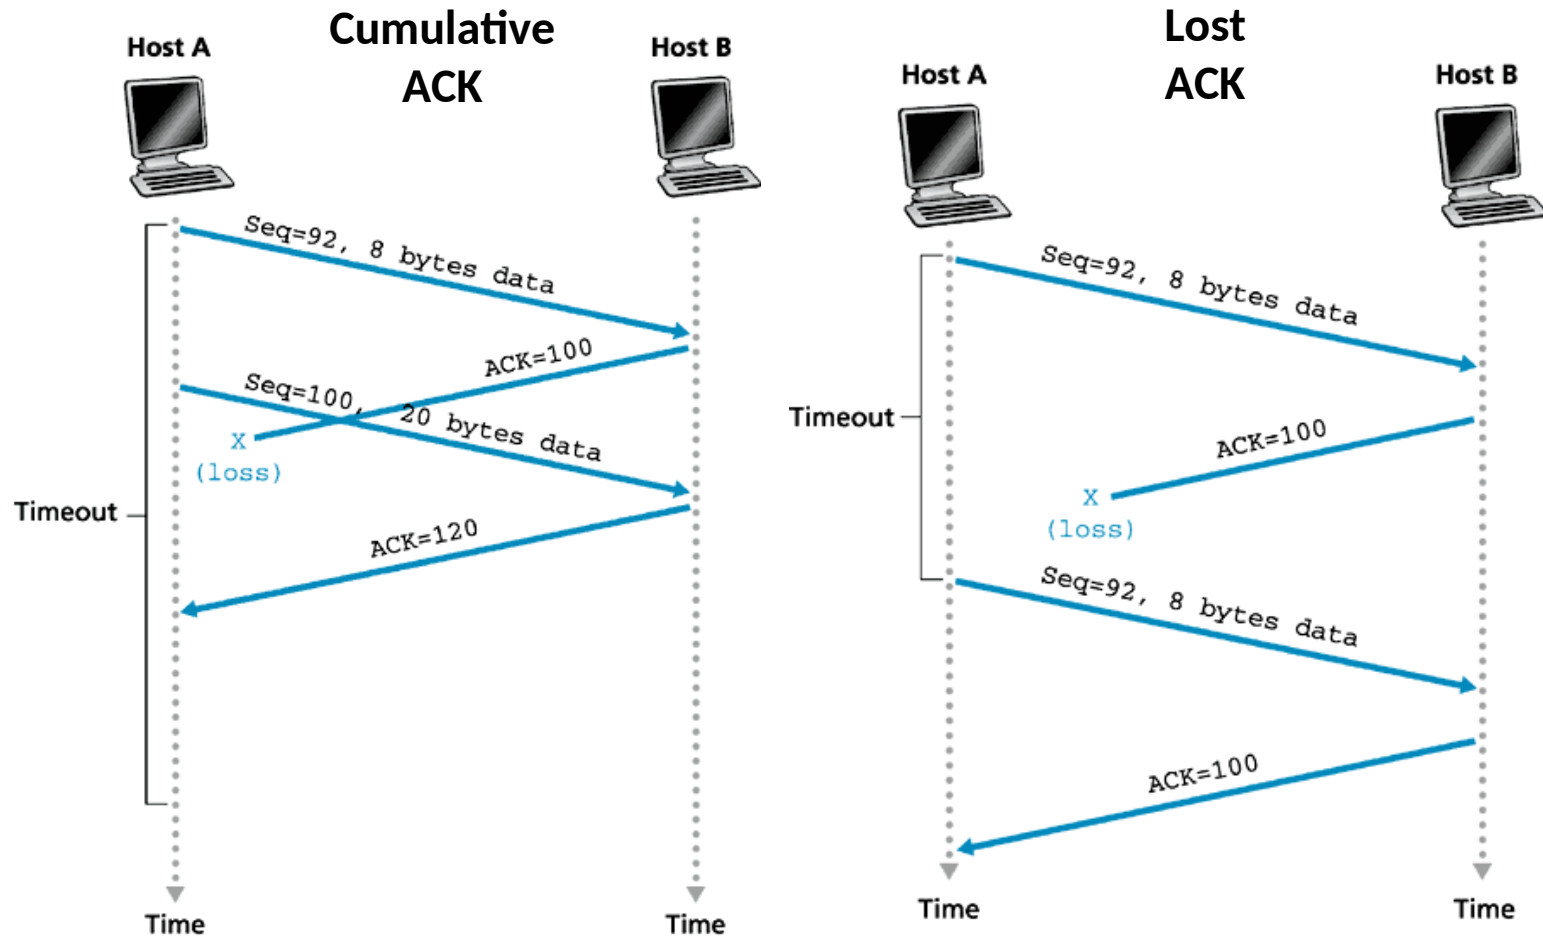 Cumulative
ACK
Host A
Host B
Seq=92, 8 bytes data
ACK=100
Seq=100, 20 bytes data
X
(loss)
Timeout
ACK=120
Time
Time
Lost
ACK
Host A
Host B
Seq=92, 8 bytes data
Timeout
ACK=100
X
(loss)
Seq=92, 8 bytes data
ACK=100
Time
Time